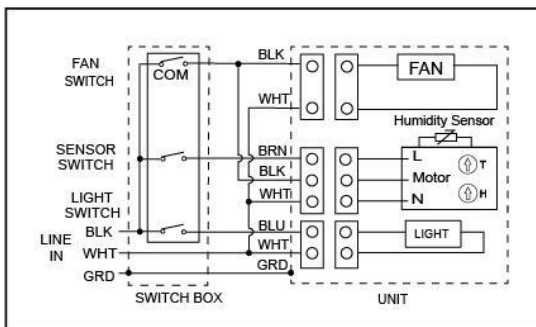 FAN
SWITCH
COM
BLK
WHT
FAN
Humidity Sensor
SENSOR
SWITCH
BRN
BLK
WHT
L
Motor
N
T
H
LIGHT
SWITCH
LINE
IN
BLK
WHT
GRD
BLU
WHT
GRD
LIGHT
SWITCH BOX
UNIT